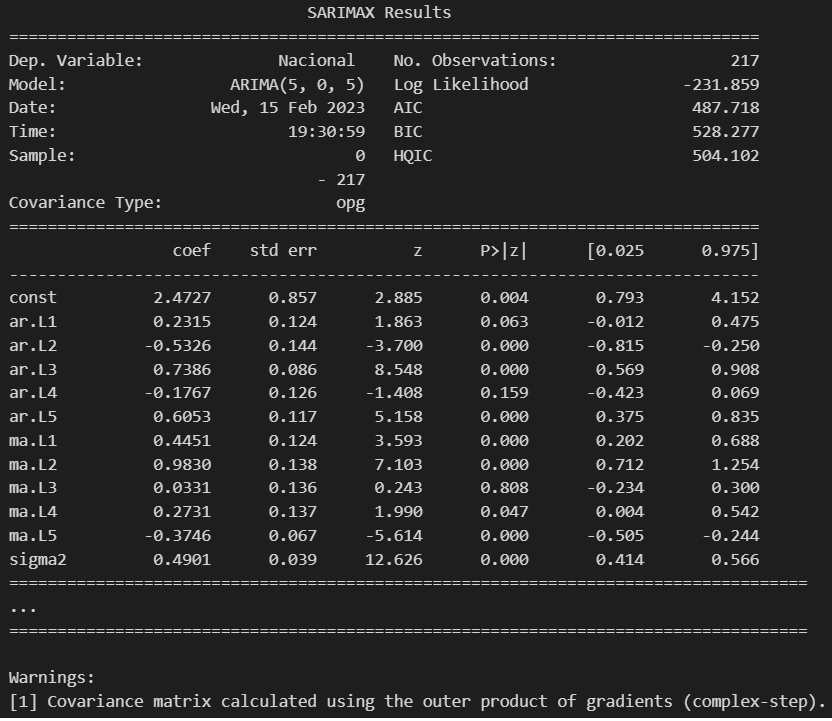 SARIMAX Results
==============================================================================
Dep. Variable:               Nacional   No. Observations:                  217
Model:                 ARIMA(5, 0, 5)   Log Likelihood                -231.859
Date:                Wed, 15 Feb 2023   AIC                            487.718
Time:                        19:30:59   BIC                            528.277
Sample:                             0   HQIC                           504.102
                                - 217
Covariance Type:                  opg
==============================================================================
                 coef    std err          z      P>|z|      [0.025      0.975]
------------------------------------------------------------------------------
const          2.4727      0.857      2.885      0.004       0.793       4.152
ar.L1          0.2315      0.124      1.863      0.063      -0.012       0.475
ar.L2         -0.5326      0.144     -3.700      0.000      -0.815      -0.250
ar.L3          0.7386      0.086      8.548      0.000       0.569       0.908
ar.L4         -0.1767      0.126     -1.408      0.159      -0.423       0.069
ar.L5          0.6053      0.117      5.158      0.000       0.375       0.835
ma.L1          0.4451      0.124      3.593      0.000       0.202       0.688
ma.L2          0.9830      0.138      7.103      0.000       0.712       1.254
ma.L3          0.0331      0.136      0.243      0.808      -0.234       0.300
ma.L4          0.2731      0.137      1.990      0.047       0.004       0.542
ma.L5         -0.3746      0.067     -5.614      0.000      -0.505      -0.244
sigma2         0.4901      0.039     12.626      0.000       0.414       0.566
===================================================================================
...
===================================================================================

Warnings:
[1] Covariance matrix calculated using the outer product of gradients (complex-step).